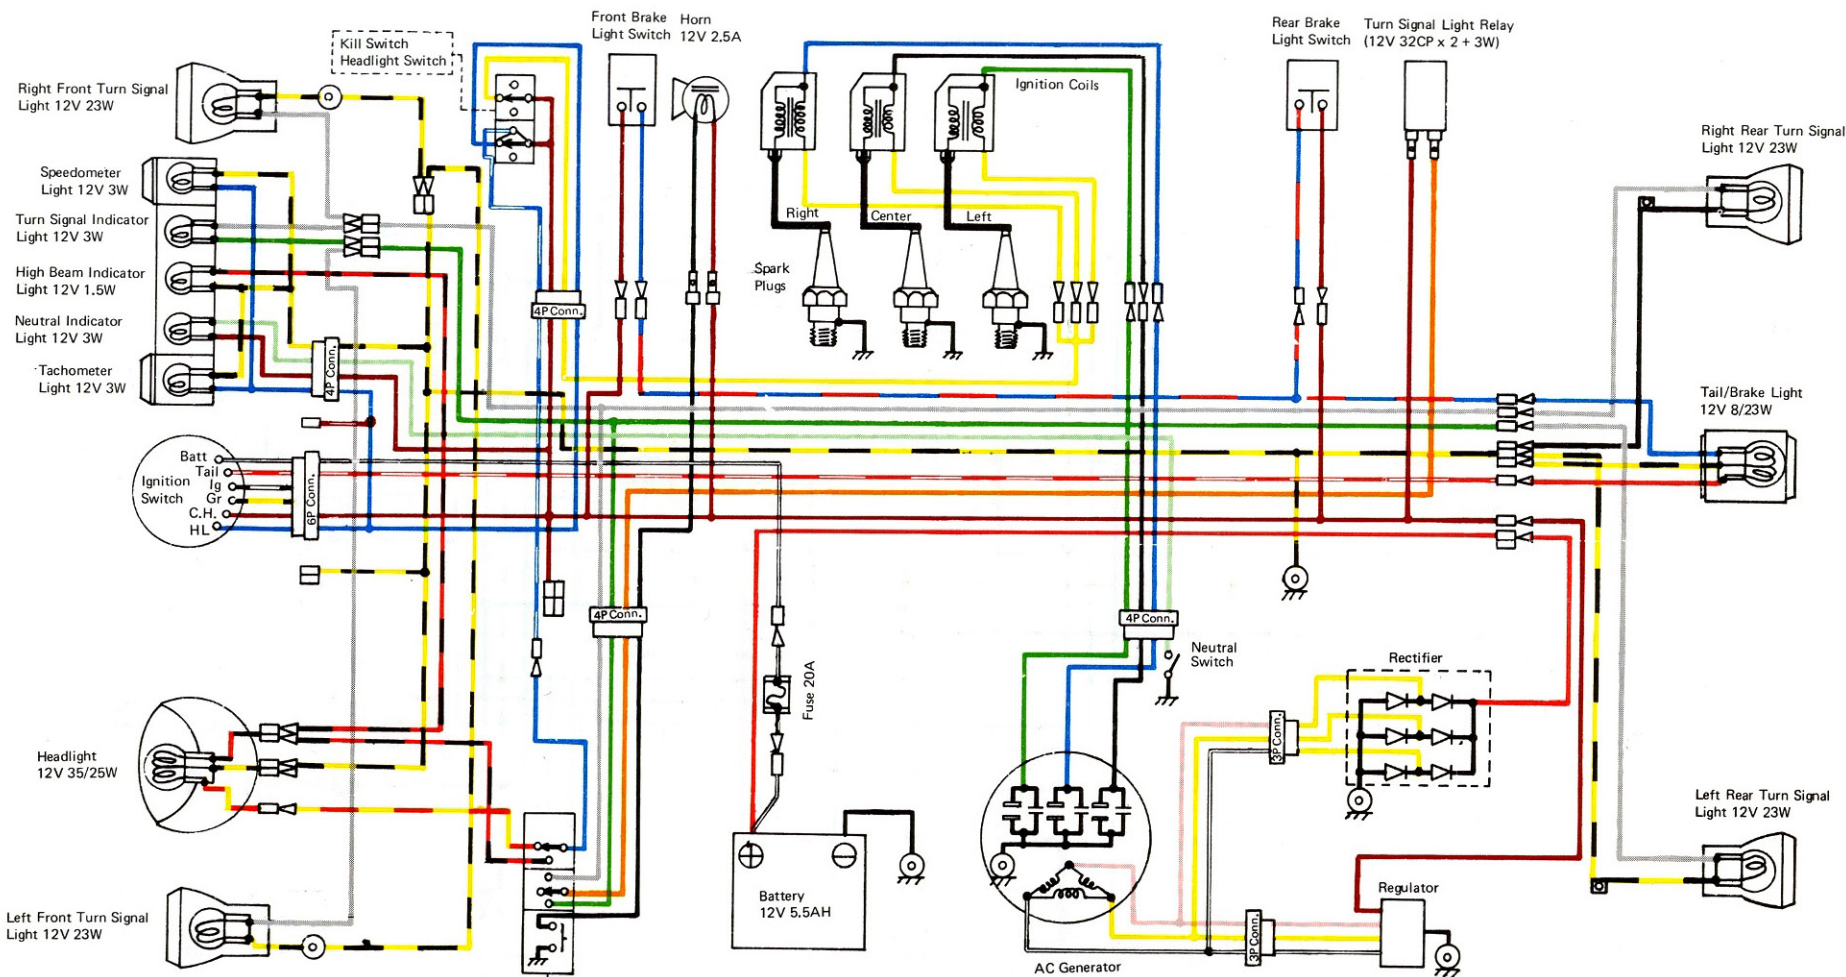 Kill Switch
Headlight Switch
Front Brake
Light Switch
Horn
12V 2.5A
Rear Brake
Light Switch
Turn Signal Light Relay
(12V 32CP x 2 + 3W)
Right Front Turn Signal
Light 12V 23W
Ignition Coils
Right Rear Turn Signal
Light 12V 23W
Speedometer
Light 12V 3W
Turn Signal Indicator
Light 12V 3W
High Beam Indicator
Light 12V 1.5W
Neutral Indicator
Light 12V 3W
Tachometer
Light 12V 3W
Right
Center
Left
Spark
Plugs
4P Conn.
4P Conn.
Tail/Brake Light
12V 8/23W
Ignition
Switch
Batt
Tail
Ig
Gr
C.H.
HL
6P Conn.
4P Conn.
4P Conn.
Neutral
Switch
Fuse 20A
Rectifier
3P Conn.
Headlight
12V 35/25W
Left Rear Turn Signal
Light 12V 23W
Battery
12V 5.5AH
Regulator
3P Conn.
Left Front Turn Signal
Light 12V 23W
AC Generator